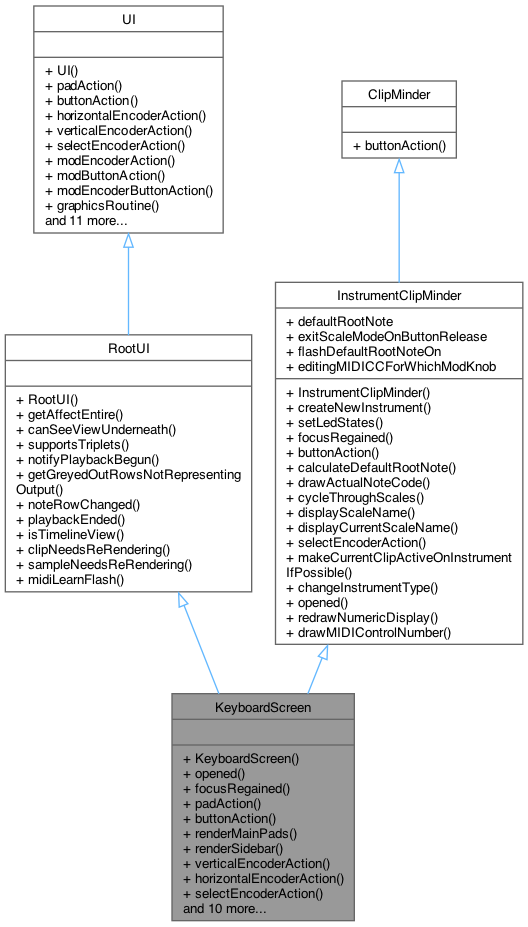 UI
+ UI()
+ padAction()
+ buttonAction()
+ horizontalEncoderAction()
+ verticalEncoderAction()
+ selectEncoderAction()
+ modEncoderAction()
+ modButtonAction()
+ modEncoderButtonAction()
+ graphicsRoutine()
and 11 more...
ClipMinder
+ buttonAction()
RootUI
+ RootUI()
+ getAffectEntire()
+ canSeeViewUnderneath()
+ supportsTriplets()
+ notifyPlaybackBegun()
+ getGreyedOutRowsNotRepresenting
Output()
+ noteRowChanged()
+ playbackEnded()
+ isTimelineView()
+ clipNeedsReRendering()
+ sampleNeedsReRendering()
+ midiLearnFlash()
InstrumentClipMinder
+ defaultRootNote
+ exitScaleModeOnButtonRelease
+ flashDefaultRootNoteOn
+ editingMIDICCForWhichModKnob
+ InstrumentClipMinder()
+ createNewInstrument()
+ setLedStates()
+ focusRegained()
+ buttonAction()
+ calculateDefaultRootNote()
+ drawActualNoteCode()
+ cycleThroughScales()
+ displayScaleName()
+ displayCurrentScaleName()
+ selectEncoderAction()
+ makeCurrentClipActiveOnInstrument
IfPossible()
+ changeInstrumentType()
+ opened()
+ redrawNumericDisplay()
+ drawMIDIControlNumber()
KeyboardScreen
+ KeyboardScreen()
+ opened()
+ focusRegained()
+ padAction()
+ buttonAction()
+ renderMainPads()
+ renderSidebar()
+ verticalEncoderAction()
+ horizontalEncoderAction()
+ selectEncoderAction()
and 10 more...